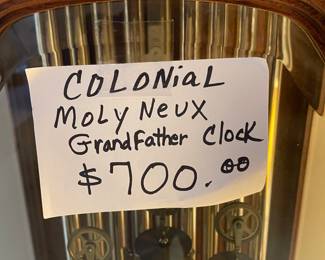 COLONiAL
MOLY NEUX
GrandFather Clock
$700.00